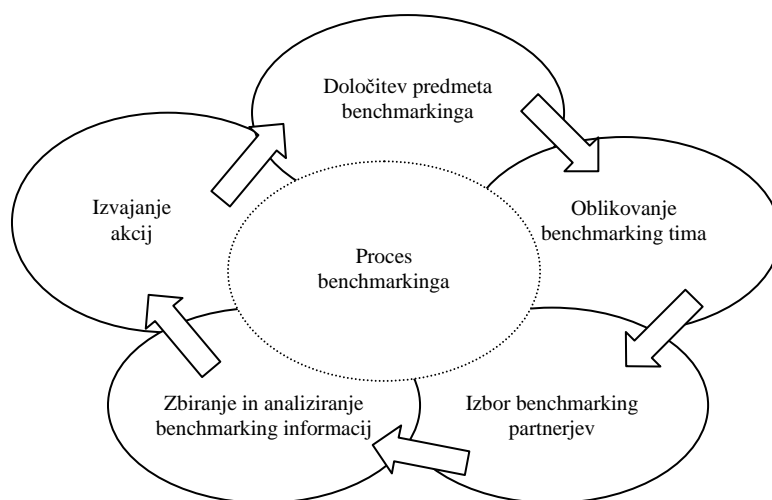 Določitev predmeta
benchmarkinga
Oblikovanje
benchmarking tima
Izbor benchmarking
partnerjev
Zbiranje in analiziranje
benchmarking informacij
Izvajanje
akcij
Proces
benchmarkinga